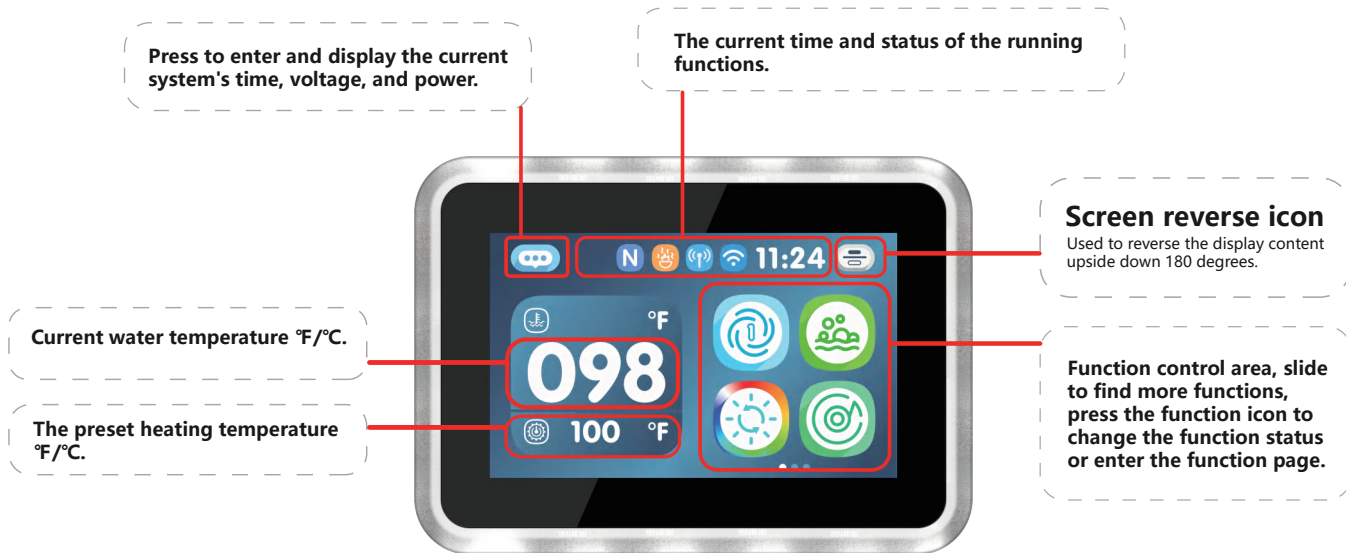 Press to enter and display the current
system's time, voltage, and power.
The current time and status of the running
functions.
Screen reverse icon
Used to reverse the display content
upside down 180 degrees.
N 11:24
°F
098
100 °F
Current water temperature °F/°C.
The preset heating temperature
°F/°C.
Function control area, slide
to find more functions,
press the function icon to
change the function status
or enter the function page.